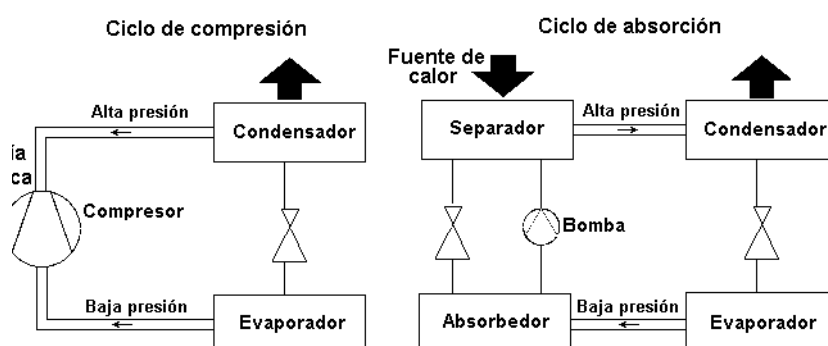 Ciclo de compresión
Ciclo de absorción
Fuente de
calor
Alta presión
Condensador
Separador
Alta presión
Condensador
Compresor
Bomba
Baja presión
Evaporador
Absorbedor
Baja presión
Evaporador